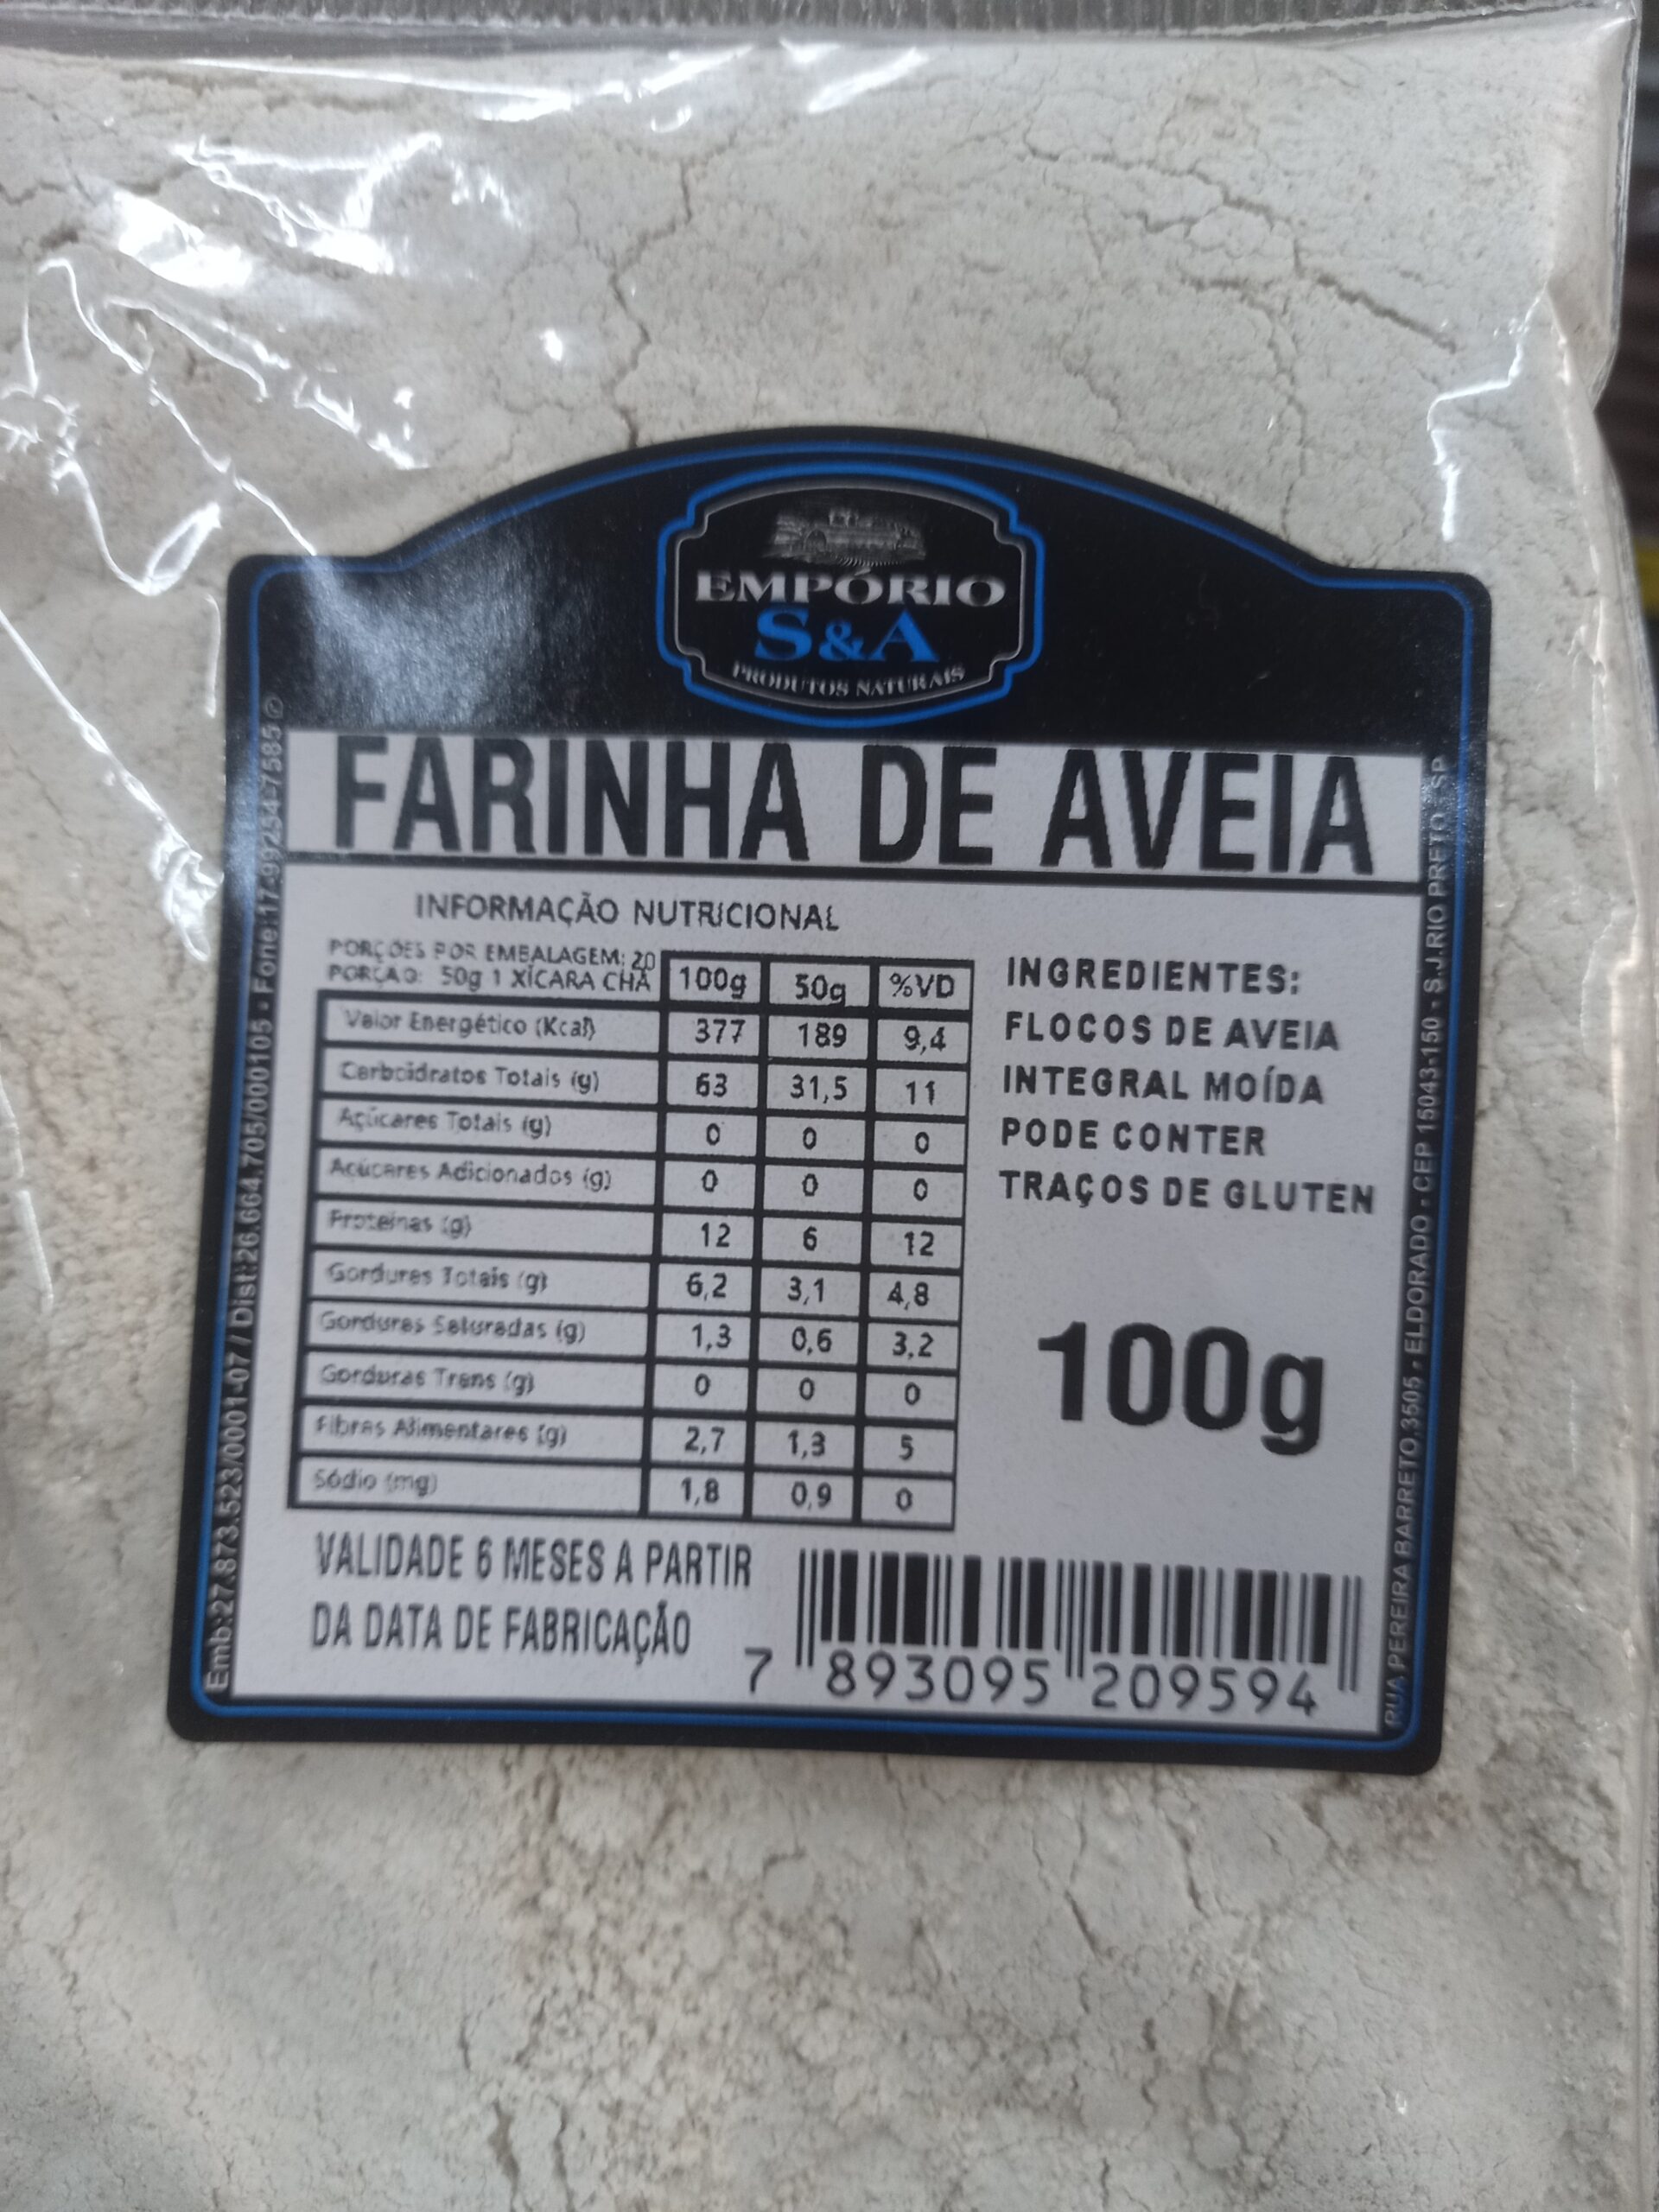 EMPÓRIO
S&A
PRODUTOS NATURAIS
FARINHA DE AVEIA
INFORMAÇÃO NUTRICIONAL
PORÇÕES POR EMBALAGEM: 20
PORÇAO: 50g 1 XÍCARA CHÁ 100g 50g %VD
Valor Energético (Kcal) 377 189 9,4
Carboidratos Totais (g) 63 31,5 11
Açúcares Totais (g) 0 0 0
Açúcares Adicionados (g) 0 0 0
Proteínas (g) 12 6 12
Gorduras Totais (g) 6,2 3,1 4,8
Gorduras Saturadas (g) 1,3 0,6 3,2
Gorduras Trans (g) 0 0 0
Fibras Alimentares (g) 2,7 1,3 5
Sódio (mg) 1,8 0,9 0
INGREDIENTES:
FLOCOS DE AVEIA
INTEGRAL MOÍDA
PODE CONTER
TRAÇOS DE GLUTEN
100g
VALIDADE 6 MESES A PARTIR
DA DATA DE FABRICAÇÃO
7 893095 209594
Emb:27.873.523/0001-07 / Dist:26.664.705/000105 - Fone:17-99234-7585 ©
RUA PEREIRA BARRETO,3505 - ELDORADO - CEP 15043-150 - S.J.RIO PRETO - SP